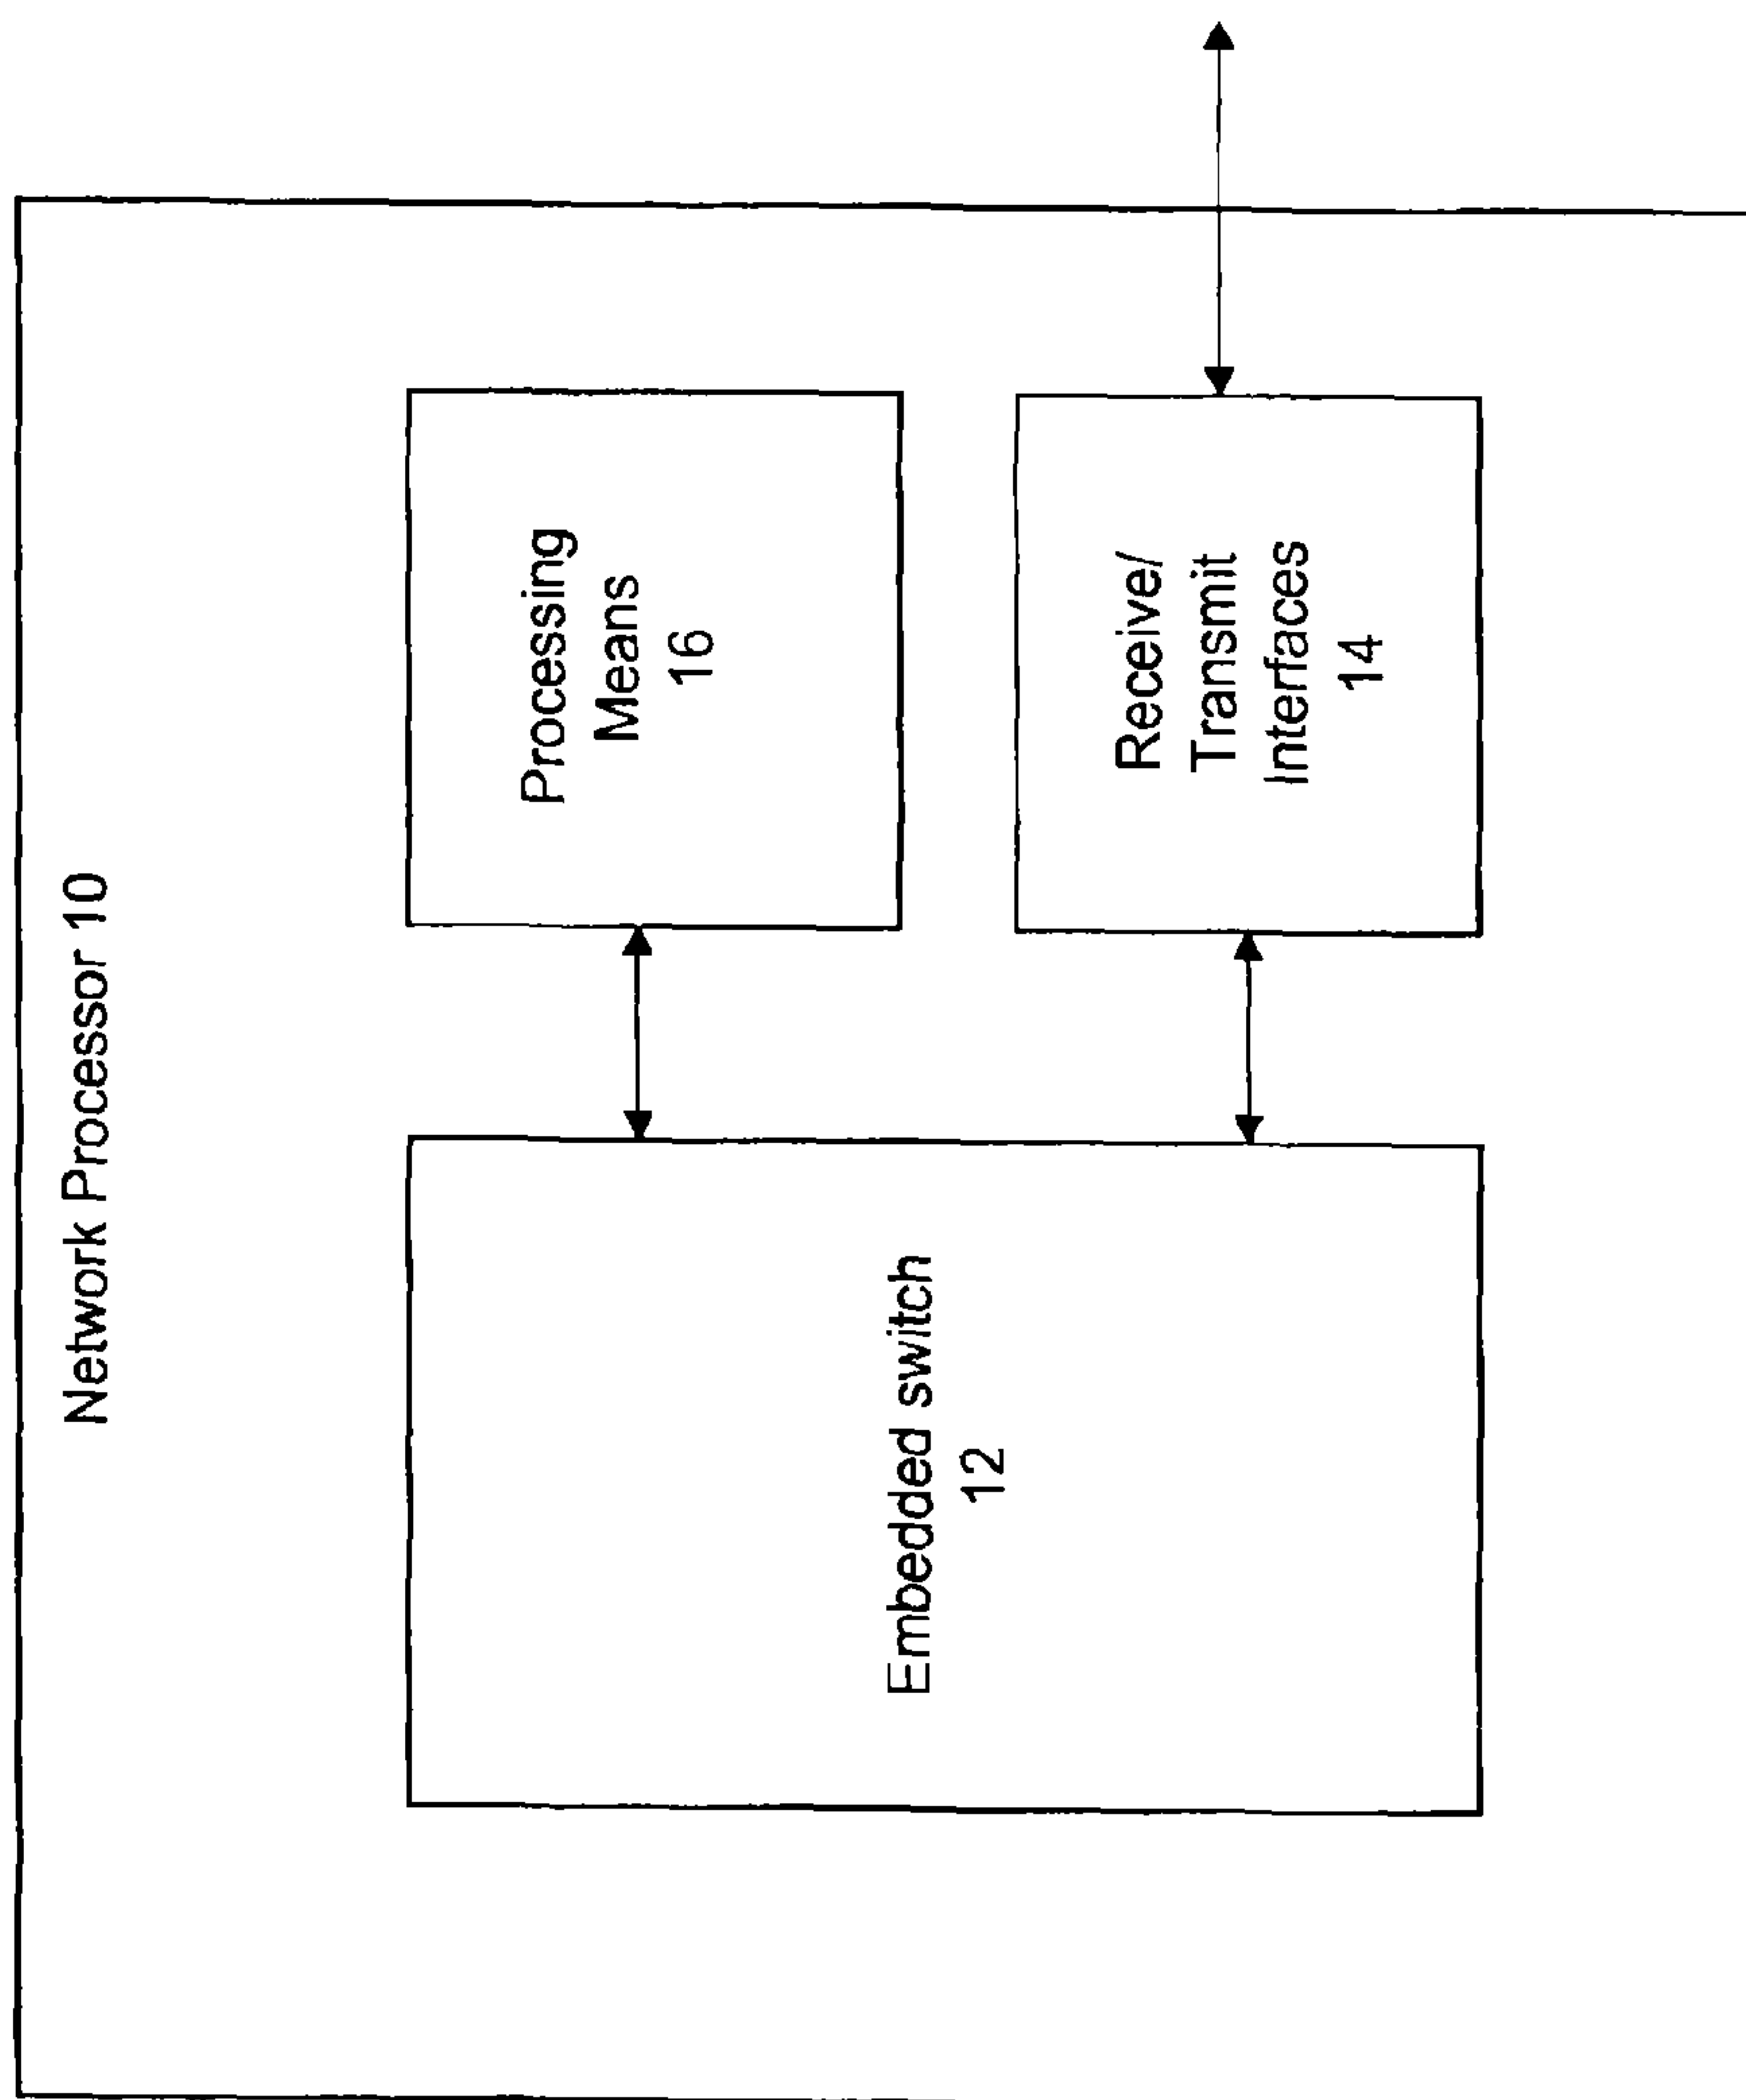 Network Processor 10
Embedded switch
12
Processing
Means
16
Receive/
Transmit
Interfaces
14